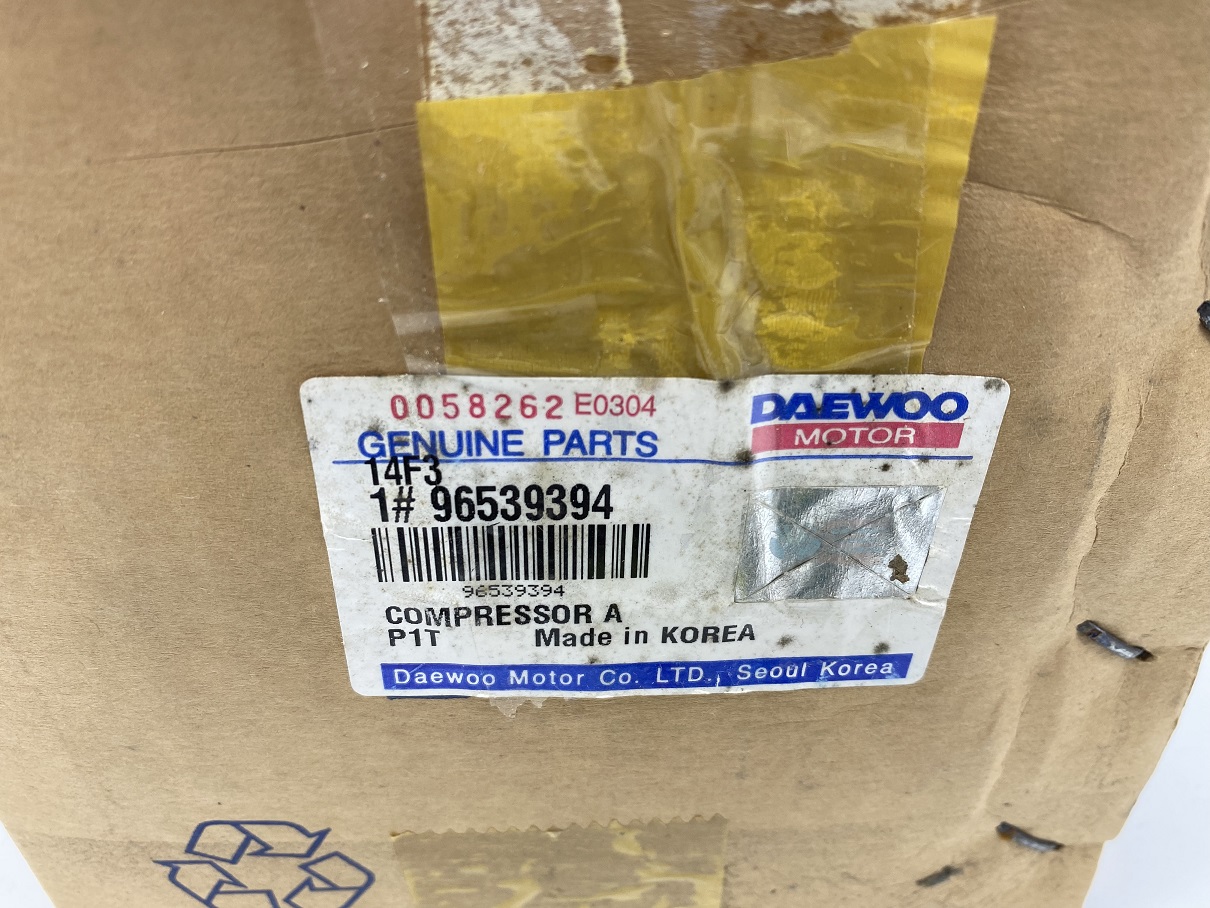 0058262 E0304
GENUINE PARTS
DAEWOO
MOTOR
14F3
1# 96539394
96539394
COMPRESSOR A
P1T Made in KOREA
Daewoo Motor Co. LTD., Seoul Korea